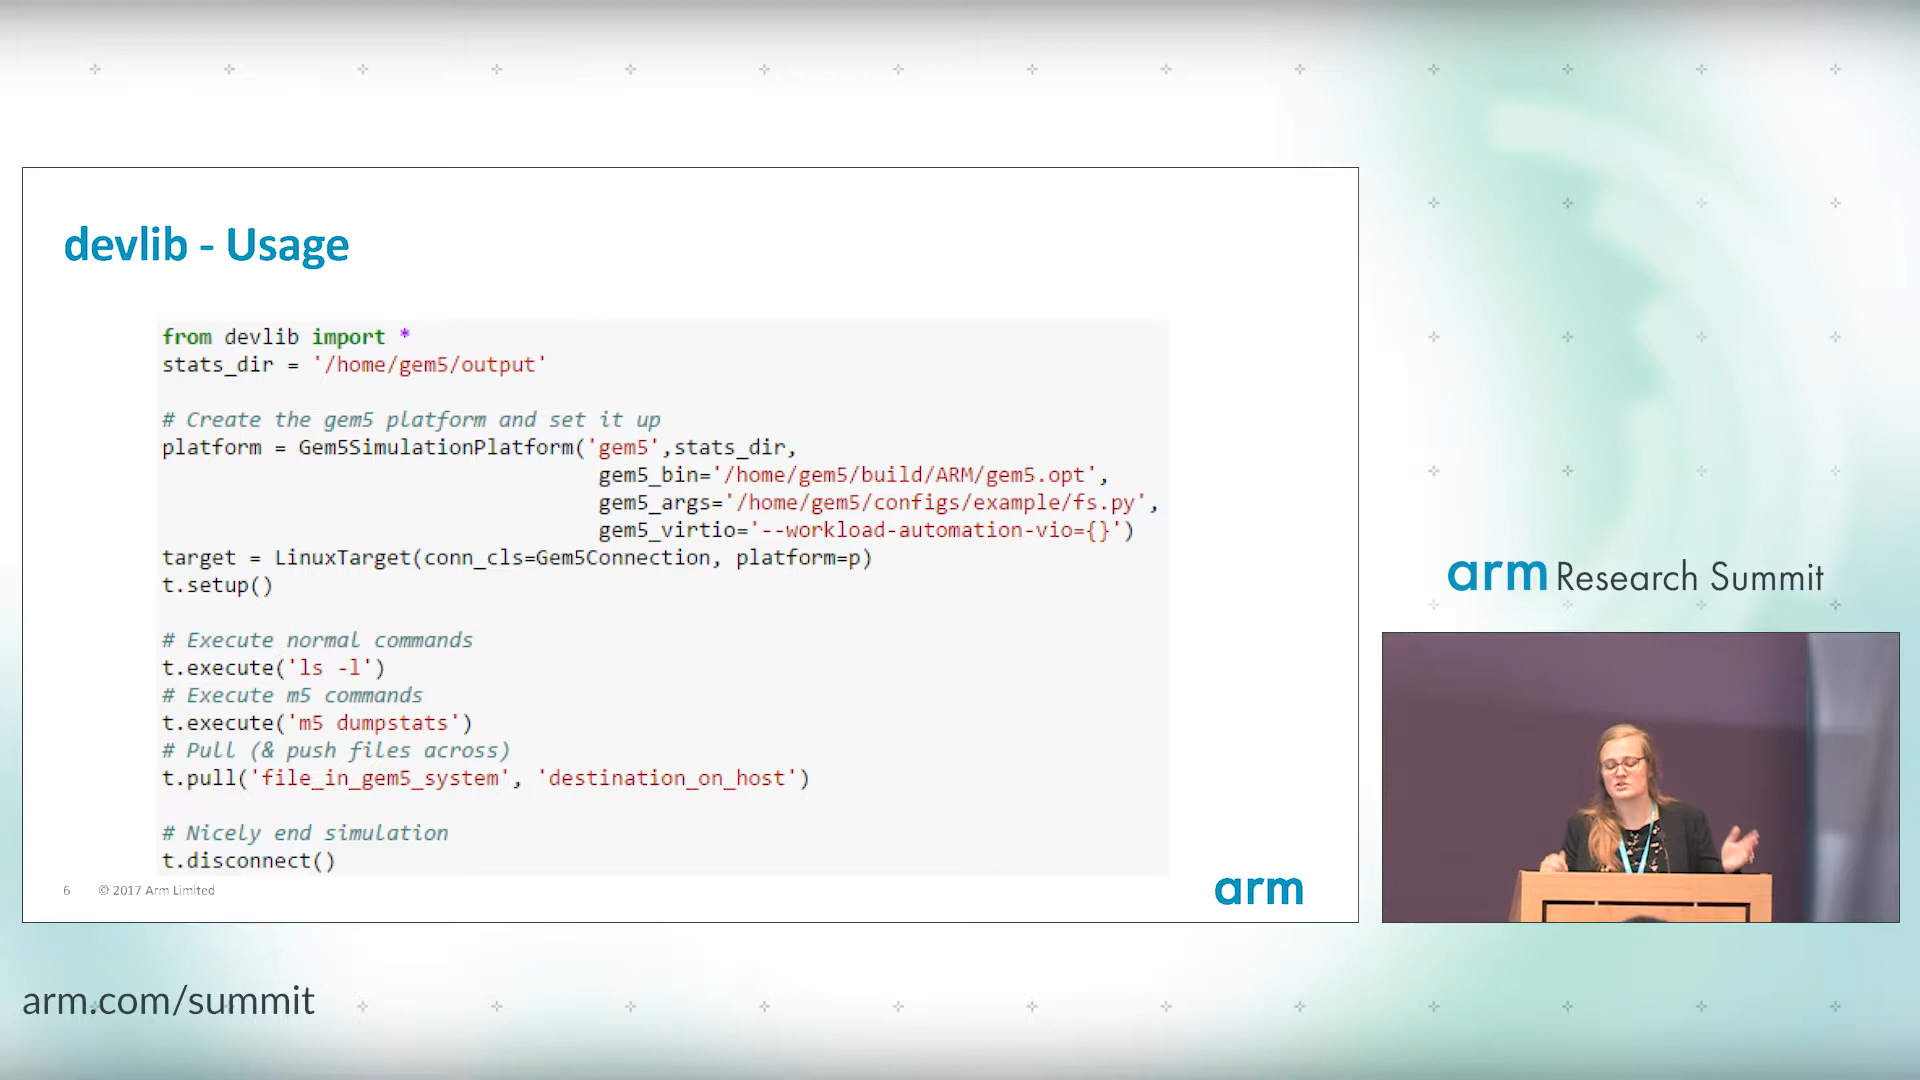 devlib - Usage
from devlib import *
stats_dir = '/home/gem5/output'
# Create the gem5 platform and set it up
platform = Gem5SimulationPlatform('gem5',stats_dir,
gem5_bin='/home/gem5/build/ARM/gem5.opt',
gem5_args='/home/gem5/configs/example/fs.py',
gem5_virtio='--workload-automation-vio={}')
target = LinuxTarget(conn_cls=Gem5Connection, platform=p)
t.setup()
# Execute normal commands
t.execute('ls -l')
# Execute m5 commands
t.execute('m5 dumpstats')
# Pull (& push files across)
t.pull('file_in_gem5_system', 'destination_on_host')
# Nicely end simulation
t.disconnect()
6 © 2017 Arm Limited
arm
arm Research Summit
arm.com/summit